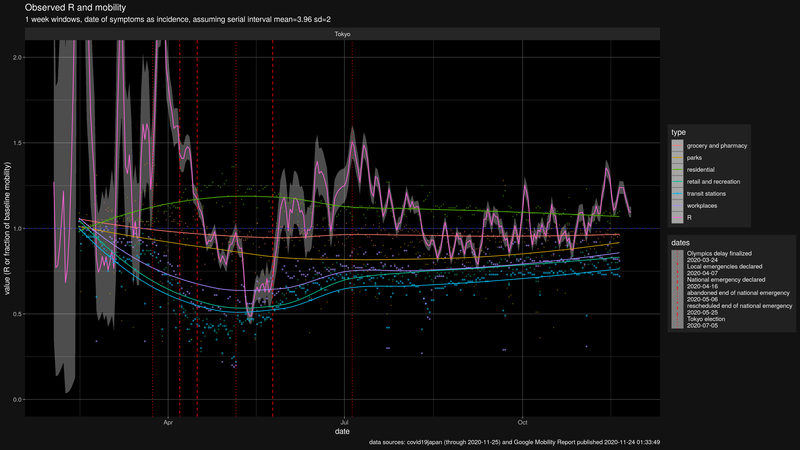 Observed R and mobility
1 week windows, date of symptoms as incidence, assuming serial interval mean=3.96 sd=2
Tokyo
2.0
1.5
1.0
0.5
0.0
value (R or fraction of baseline mobility)
Apr
Jul
Oct
date
type
grocery and pharmacy
parks
residential
retail and recreation
transit stations
workplaces
R
dates
Olympics delay finalized
2020-03-24
Local emergencies declared
2020-04-07
National emergency declared
2020-04-16
abandoned end of national emergency
2020-05-06
rescheduled end of national emergency
2020-05-25
Tokyo election
2020-07-05
data sources: covid19japan (through 2020-11-25) and Google Mobility Report published 2020-11-24 01:33:49